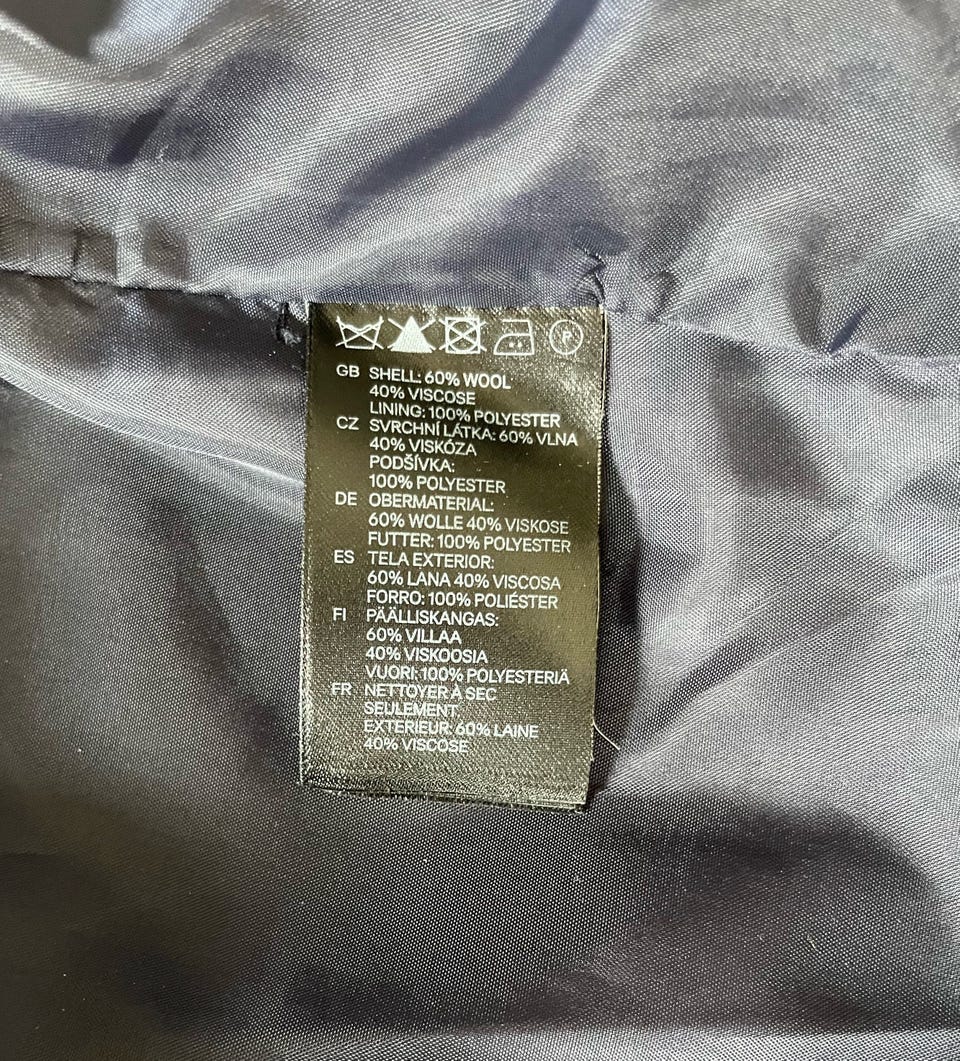 P
GB SHELL: 60% WOOL
40% VISCOSE
LINING: 100% POLYESTER
CZ SVRCHNÍ LÁTKA: 60% VLNA
40% VISKÓZA
PODŠÍVKA:
100% POLYESTER
DE OBERMATERIAL:
60% WOLLE 40% VISKOSE
FUTTER: 100% POLYESTER
ES TELA EXTERIOR:
60% LANA 40% VISCOSA
FORRO: 100% POLIÉSTER
FI PÄÄLLISKANGAS:
60% VILLAA
40% VISKOOSIA
VUORI: 100% POLYESTERIÄ
FR NETTOYER À SEC
SEULEMENT
EXTERIEUR: 60% LAINE
40% VISCOSE